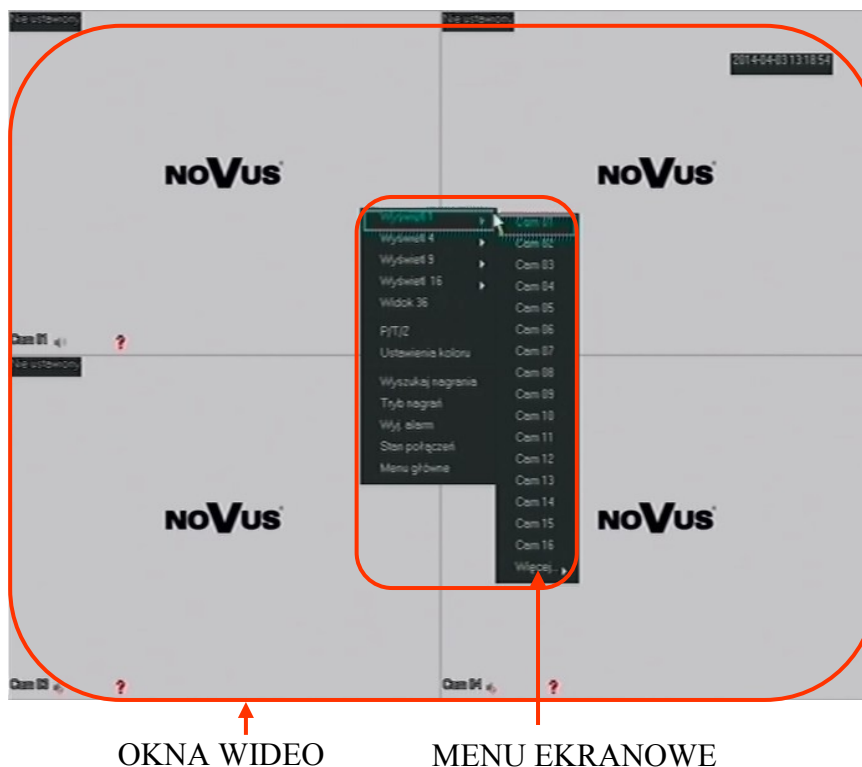 Nie ustawiony
Nie ustawiony
2014-04-03 13:18:54
NOVUS
NOVUS
Wyświetl 1
Wyświetl 4
Wyświetl 9
Wyświetl 16
Widok 36
P/T/Z
Ustawienia koloru
Wyszukaj nagrania
Tryb nagrań
Wyj. alarm
Stan połączeń
Menu główne
Cam 01
Cam 02
Cam 03
Cam 04
Cam 05
Cam 06
Cam 07
Cam 08
Cam 09
Cam 10
Cam 11
Cam 12
Cam 13
Cam 14
Cam 15
Cam 16
Więcej..
Cam 01
?
Nie ustawiony
NOVUS
NOVUS
Cam 03
?
Cam 04
?
OKNA WIDEO
MENU EKRANOWE